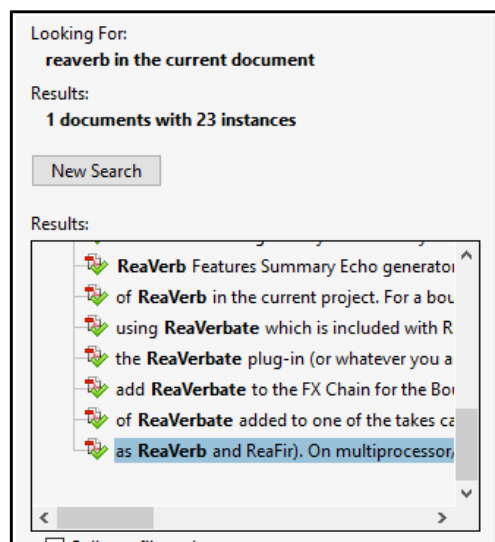 Looking For:
reaverb in the current document
Results:
1 documents with 23 instances
New Search
Results:
ReaVerb Features Summary Echo generator
of ReaVerb in the current project. For a bou
using ReaVerbate which is included with R
the ReaVerbate plug-in (or whatever you a
add ReaVerbate to the FX Chain for the Bo
of ReaVerbate added to one of the takes ca
as ReaVerb and ReaFir). On multiprocessor/